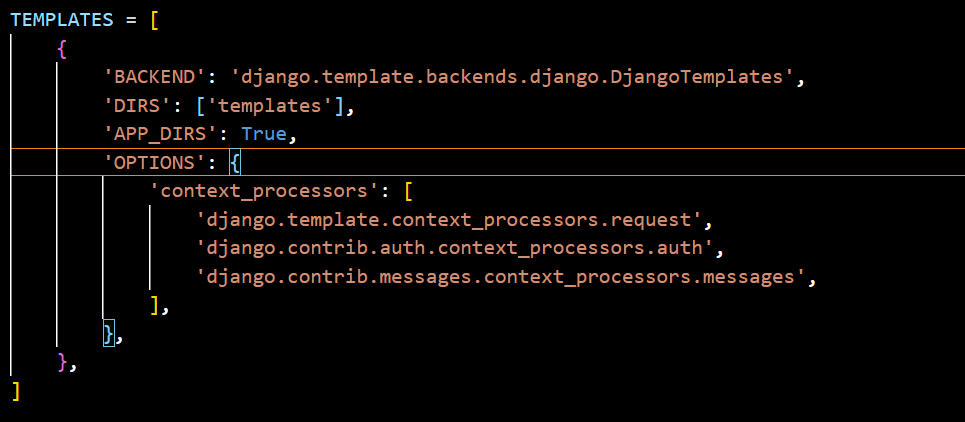 TEMPLATES = [
    {
        'BACKEND': 'django.template.backends.django.DjangoTemplates',
        'DIRS': ['templates'],
        'APP_DIRS': True,
        'OPTIONS': {
            'context_processors': [
                'django.template.context_processors.request',
                'django.contrib.auth.context_processors.auth',
                'django.contrib.messages.context_processors.messages',
            ],
        },
    },
]